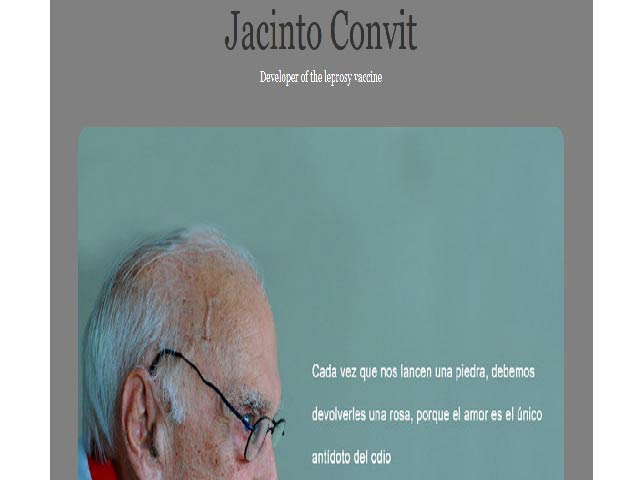 Jacinto Convit
Developer of the leprosy vaccine
Cada vez que nos lancen una piedra, debemos
devolverles una rosa, porque el amor es el único
antídoto del odio